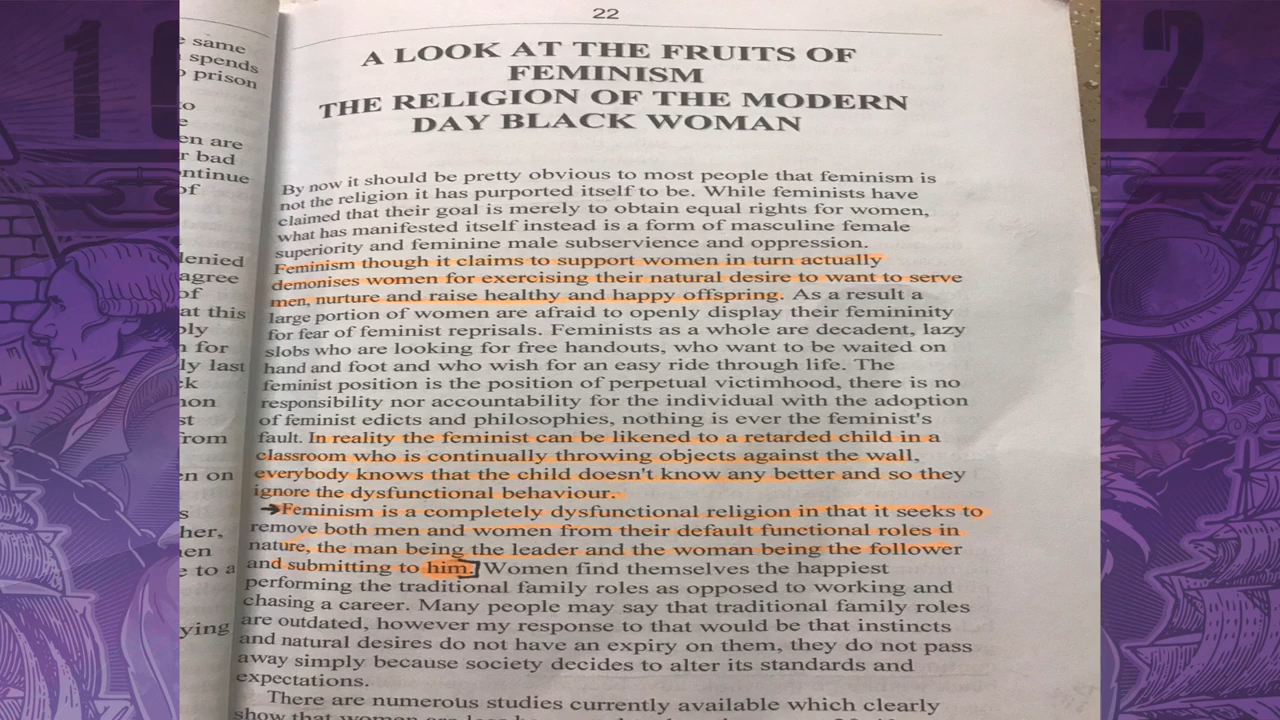 22
A LOOK AT THE FRUITS OF
FEMINISM
THE RELIGION OF THE MODERN
DAY BLACK WOMAN
By now it should be pretty obvious to most people that feminism is
not the religion it has purported itself to be. While feminists have
claimed that their goal is merely to obtain equal rights for women,
what has manifested itself instead is a form of masculine female
superiority and feminine male subservience and oppression.
Feminism though it claims to support women in turn actually
demonises women for exercising their natural desire to want to serve
men, nurture and raise healthy and happy offspring. As a result a
large portion of women are afraid to openly display their femininity
for fear of feminist reprisals. Feminists as a whole are decadent, lazy
slobs who are looking for free handouts, who want to be waited on
hand and foot and who wish for an easy ride through life. The
feminist position is the position of perpetual victimhood, there is no
responsibility nor accountability for the individual with the adoption
of feminist edicts and philosophies, nothing is ever the feminist's
fault. In reality the feminist can be likened to a retarded child in a
classroom who is continually throwing objects against the wall,
everybody knows that the child doesn't know any better and so they
ignore the dysfunctional behaviour.
Feminism is a completely dysfunctional religion in that it seeks to
remove both men and women from their default functional roles in
nature, the man being the leader and the woman being the follower
and submitting to him. Women find themselves the happiest
performing the traditional family roles as opposed to working and
chasing a career. Many people may say that traditional family roles
are outdated, however my response to that would be that instincts
and natural desires do not have an expiry on them, they do not pass
away simply because society decides to alter its standards and
expectations.
There are numerous studies currently available which clearly
show that women are
same
spends
prison
to
en are
bad
ontinue
of
denied
agree
of
at this
for
ly last
ck
non
st
from
en on
her,
men
e to a
ying
10
2